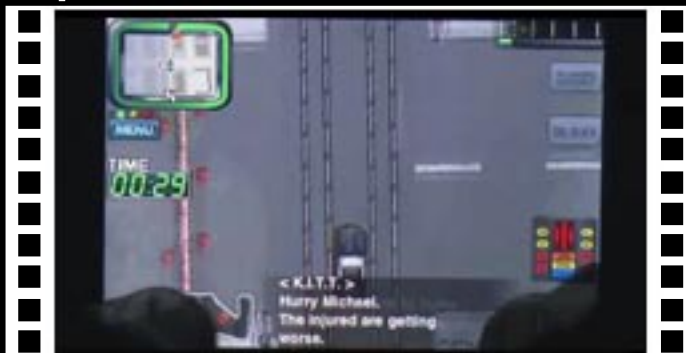 MENU
TIME
00:29
< K.I.T.T. >
Hurry Michael.
The injured are getting
worse.